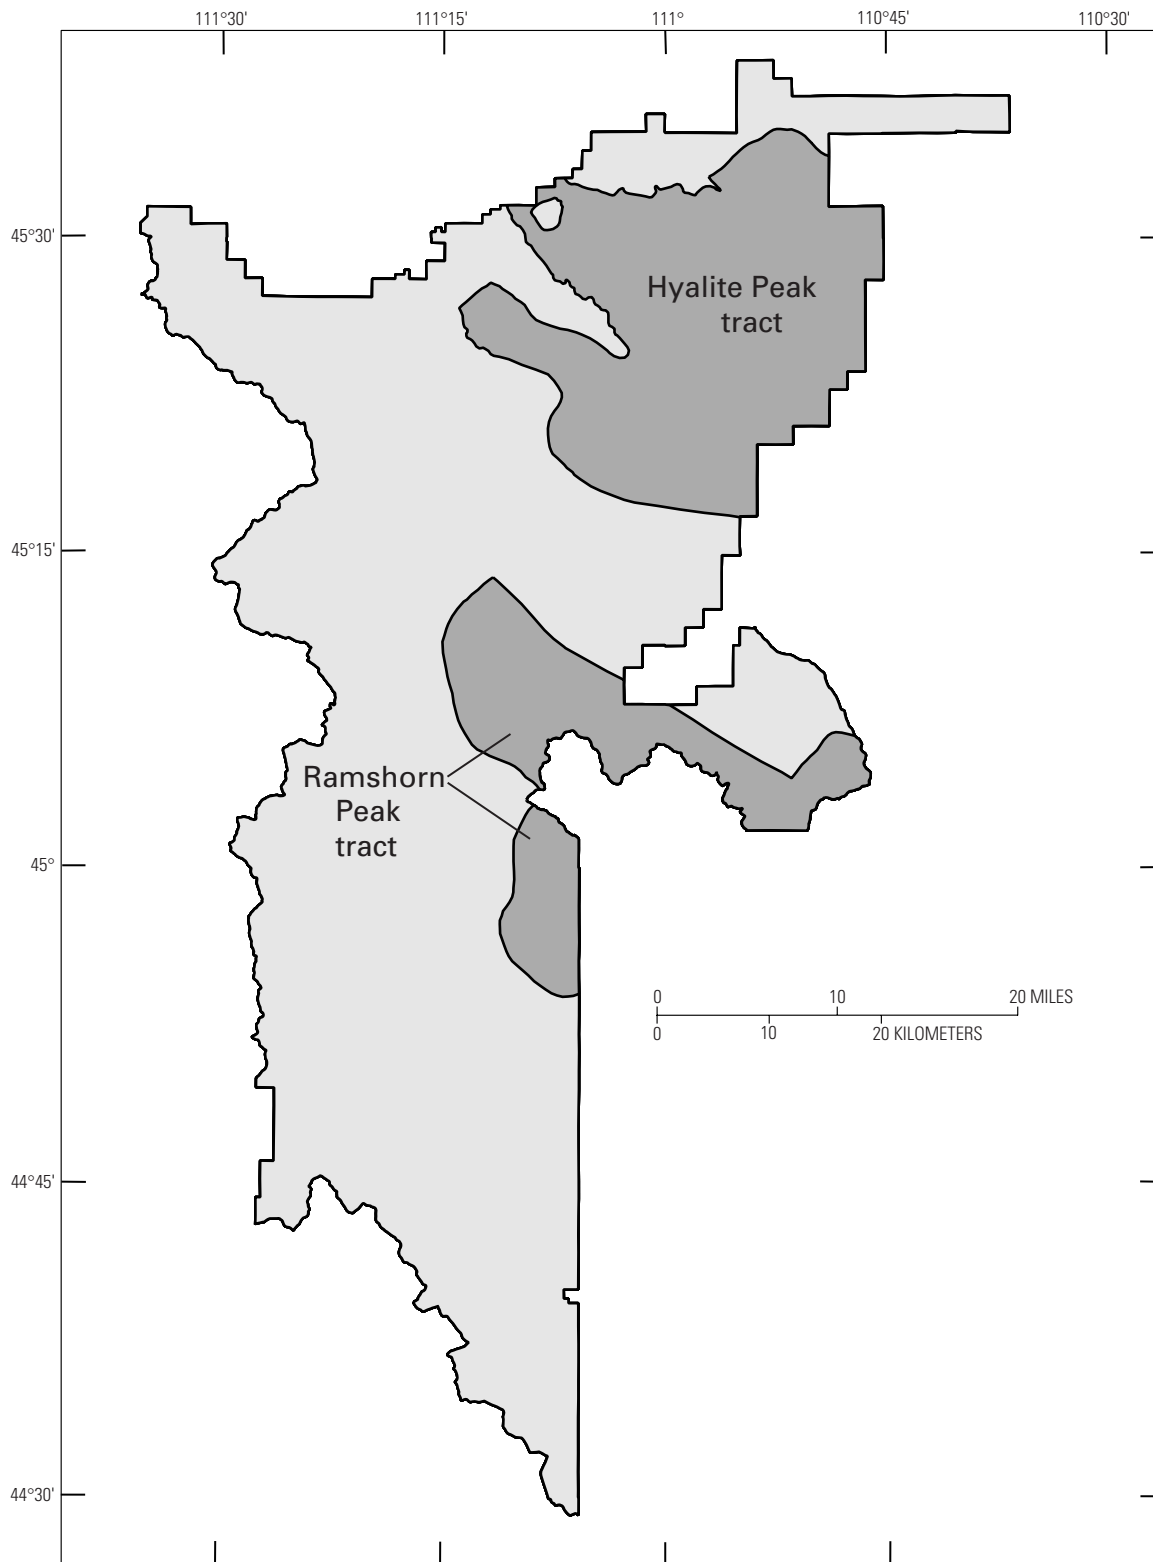 111°30' 111°15' 111° 110°45' 110°30'
45°30'
Hyalite Peak
tract
45°15'
Ramshorn
Peak
tract
45°
0 10 20 MILES
0 10 20 KILOMETERS
44°45'
44°30'